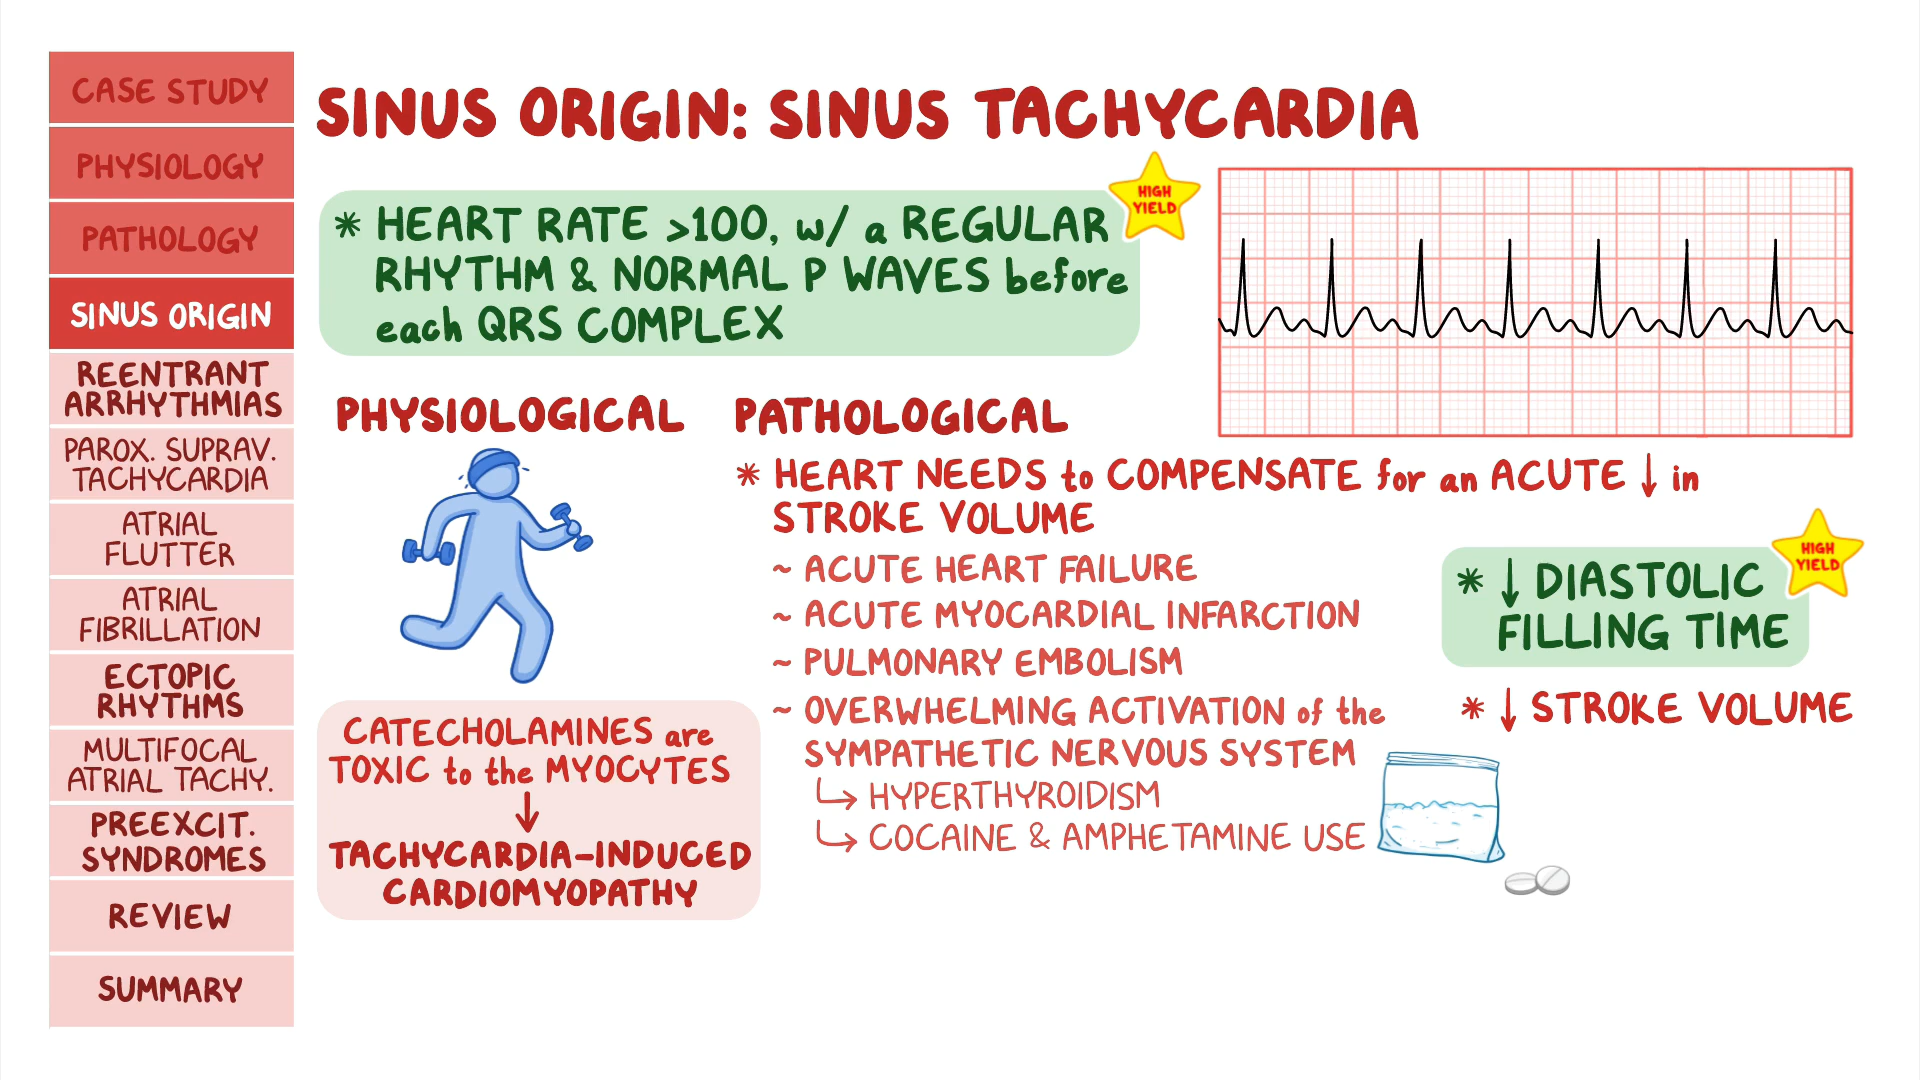 CASE STUDY
PHYSIOLOGY
PATHOLOGY
SINUS ORIGIN
REENTRANT
ARRHYTHMIAS
PAROX. SUPRAV.
TACHYCARDIA
ATRIAL
FLUTTER
ATRIAL
FIBRILLATION
ECTOPIC
RHYTHMS
MULTIFOCAL
ATRIAL TACHY.
PREEXCIT.
SYNDROMES
REVIEW
SUMMARY
SINUS ORIGIN: SINUS TACHYCARDIA
* HEART RATE >100, w/ a REGULAR
RHYTHM & NORMAL P WAVES before
each QRS COMPLEX
HIGH
YIELD
PHYSIOLOGICAL
CATECHOLAMINES are
TOXIC to the MYOCYTES
↓
TACHYCARDIA-INDUCED
CARDIOMYOPATHY
PATHOLOGICAL
* HEART NEEDS to COMPENSATE for an ACUTE ↓ in
STROKE VOLUME
~ ACUTE HEART FAILURE
~ ACUTE MYOCARDIAL INFARCTION
~ PULMONARY EMBOLISM
~ OVERWHELMING ACTIVATION of the
SYMPATHETIC NERVOUS SYSTEM
↳ HYPERTHYROIDISM
↳ COCAINE & AMPHETAMINE USE
* ↓ DIASTOLIC
FILLING TIME
HIGH
YIELD
* ↓ STROKE VOLUME